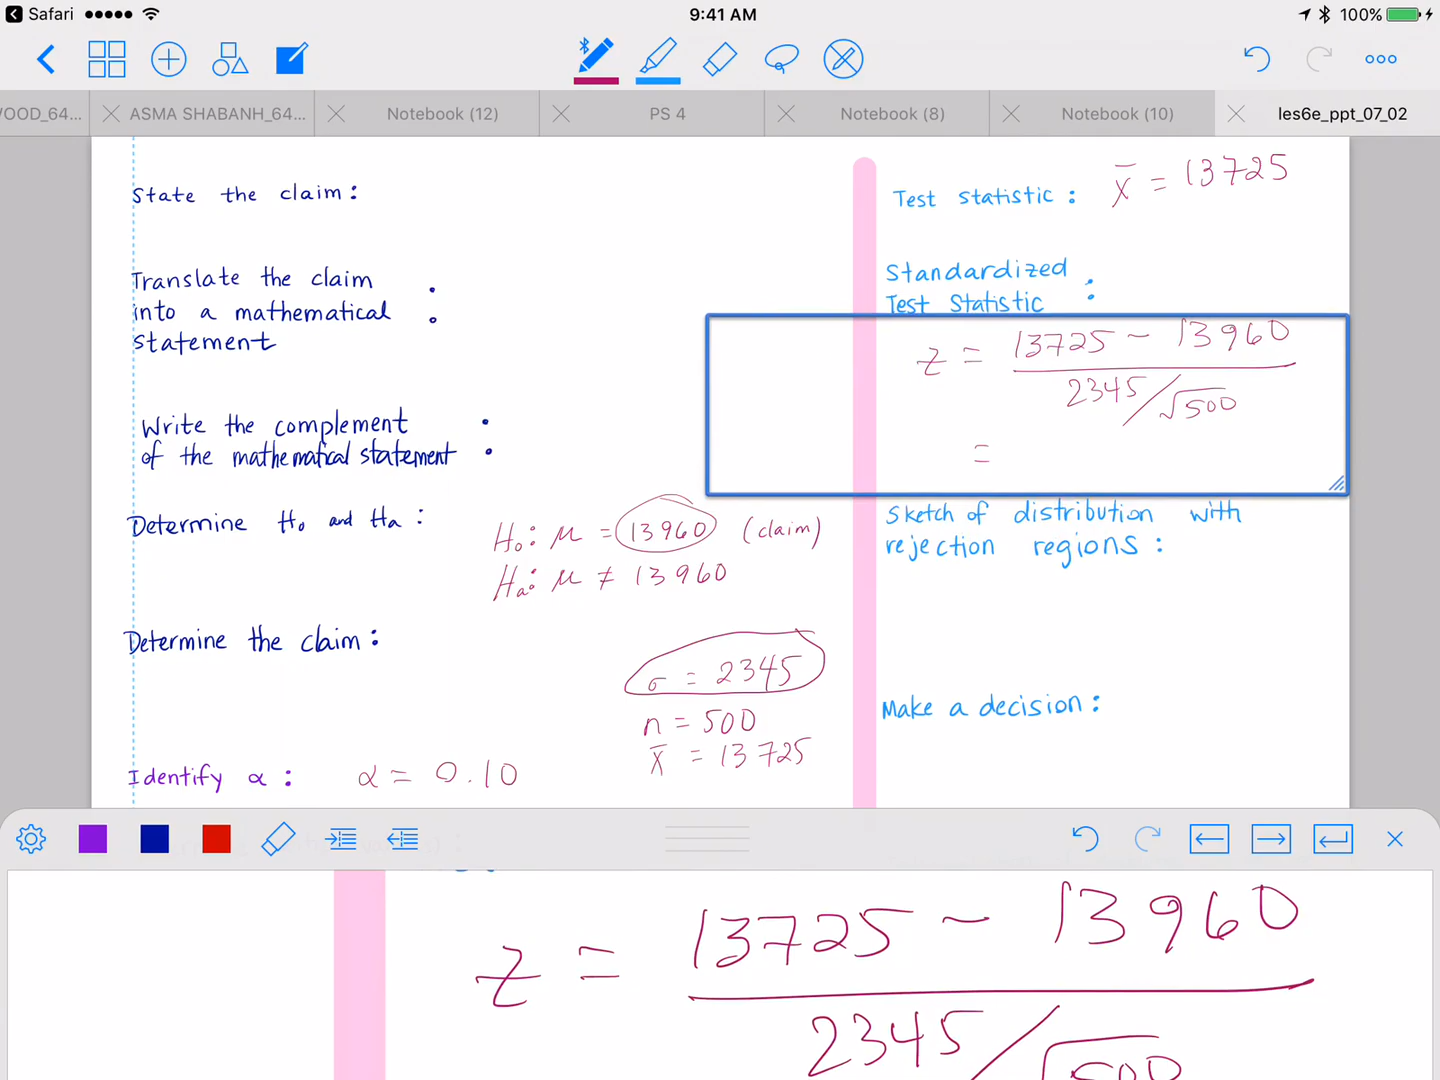 Safari
9:41 AM
100%
WOOD_64...
ASMA SHABANH_64...
Notebook (12)
PS 4
Notebook (8)
Notebook (10)
les6e_ppt_07_02
State the claim :
Translate the claim
into a mathematical :
statement
Write the complement :
of the mathematical statement
Determine H₀ and Ha :
H₀: μ = 13960 (claim)
Ha: μ ≠ 13960
Determine the claim :
σ = 2345
n = 500
x̄ = 13725
Identify α : α = 0.10
Test statistic : x̄ = 13725
Standardized :
Test Statistic
z = 13725 - 13960
2345/√500
=
Sketch of distribution with
rejection regions :
Make a decision :
z = 13725 - 13960
2345/√500